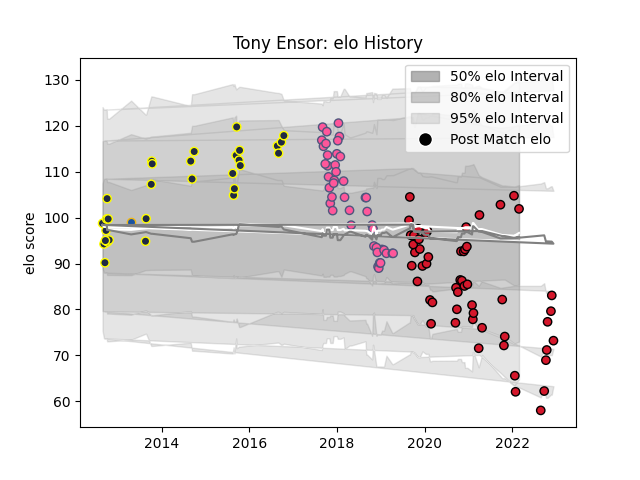 Tony Ensor: elo History
130
120
110
100
90
80
70
60
elo score
50% elo Interval
80% elo Interval
95% elo Interval
Post Match elo
2014
2016
2018
2020
2022